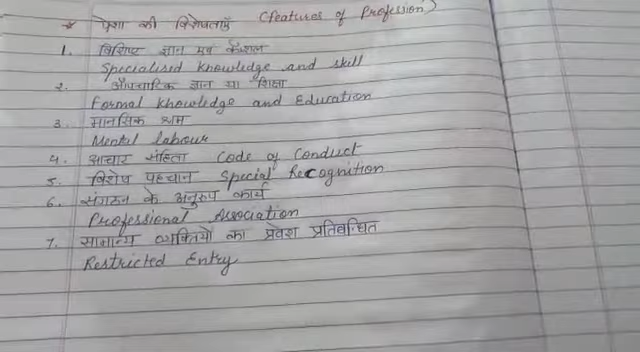 * पेशा की विशेषताएँ (features of Profession)
1. विशिष्ट ज्ञान एवं कौशल
Specialised Knowledge and skill
2. औपचारिक ज्ञान या शिक्षा
Formal Knowledge and Education
3. मानसिक श्रम
Mental labour
4. आचार संहिता Code of Conduct
5. विशेष पहचान Special Recognition
6. संगठन के अनुरूप कार्य
Professional Association
7. सामान्य व्यक्तियो का प्रवेश प्रतिबन्धित
Restricted Entry